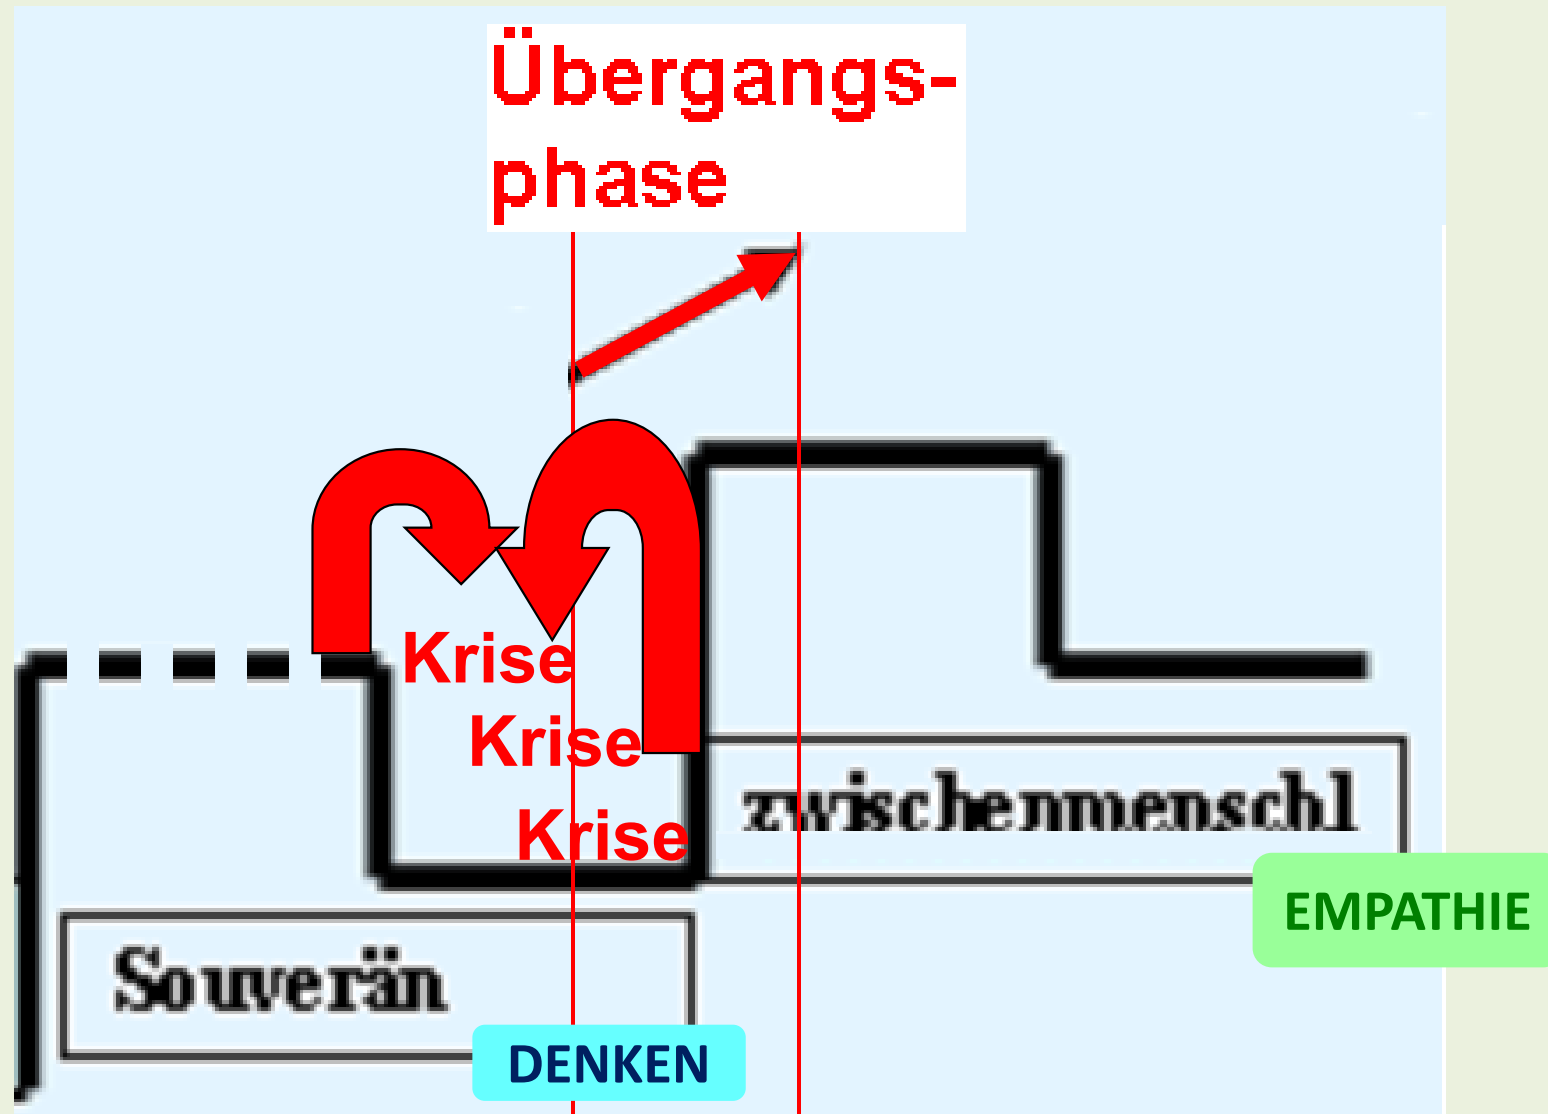 Übergangs-
phase
Krise
Krise
Krise
zwischenmenschl
EMPATHIE
Souverän
DENKEN